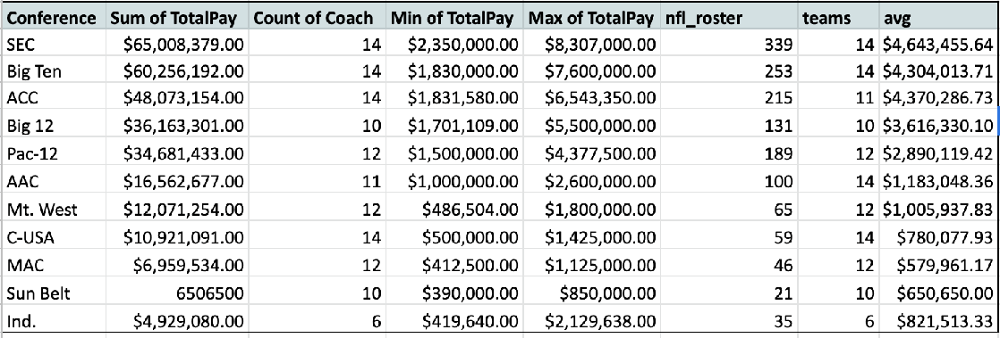 Conference Sum of TotalPay Count of Coach Min of TotalPay Max of TotalPay nfl_roster teams avg
SEC $65,008,379.00 14 $2,350,000.00 $8,307,000.00 339 14 $4,643,455.64
Big Ten $60,256,192.00 14 $1,830,000.00 $7,600,000.00 253 14 $4,304,013.71
ACC $48,073,154.00 14 $1,831,580.00 $6,543,350.00 215 11 $4,370,286.73
Big 12 $36,163,301.00 10 $1,701,109.00 $5,500,000.00 131 10 $3,616,330.10
Pac-12 $34,681,433.00 12 $1,500,000.00 $4,377,500.00 189 12 $2,890,119.42
AAC $16,562,677.00 11 $1,000,000.00 $2,600,000.00 100 14 $1,183,048.36
Mt. West $12,071,254.00 12 $486,504.00 $1,800,000.00 65 12 $1,005,937.83
C-USA $10,921,091.00 14 $500,000.00 $1,425,000.00 59 14 $780,077.93
MAC $6,959,534.00 12 $412,500.00 $1,125,000.00 46 12 $579,961.17
Sun Belt 6506500 10 $390,000.00 $850,000.00 21 10 $650,650.00
Ind. $4,929,080.00 6 $419,640.00 $2,129,638.00 35 6 $821,513.33